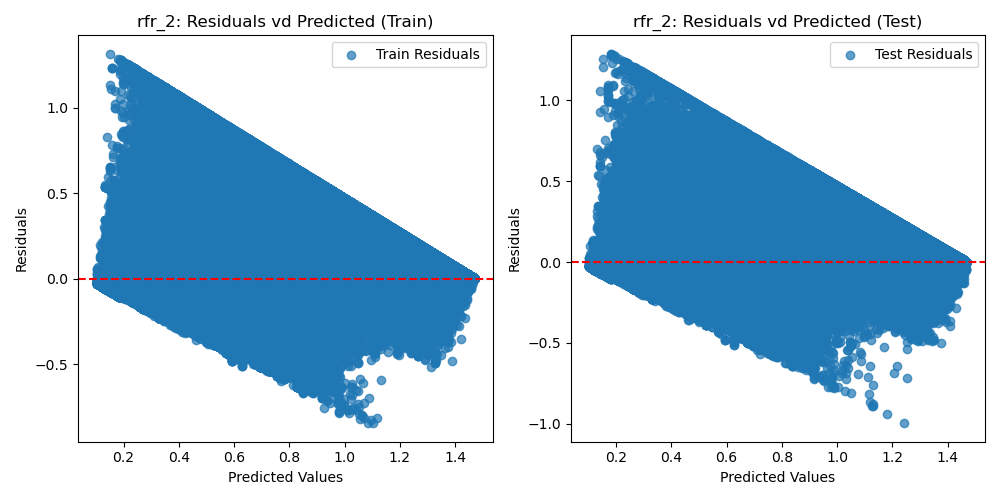 rfr_2: Residuals vd Predicted (Train)
Train Residuals
1.0
0.5
0.0
−0.5
Residuals
0.2 0.4 0.6 0.8 1.0 1.2 1.4
Predicted Values
rfr_2: Residuals vd Predicted (Test)
Test Residuals
1.0
0.5
0.0
−0.5
−1.0
Residuals
0.2 0.4 0.6 0.8 1.0 1.2 1.4
Predicted Values